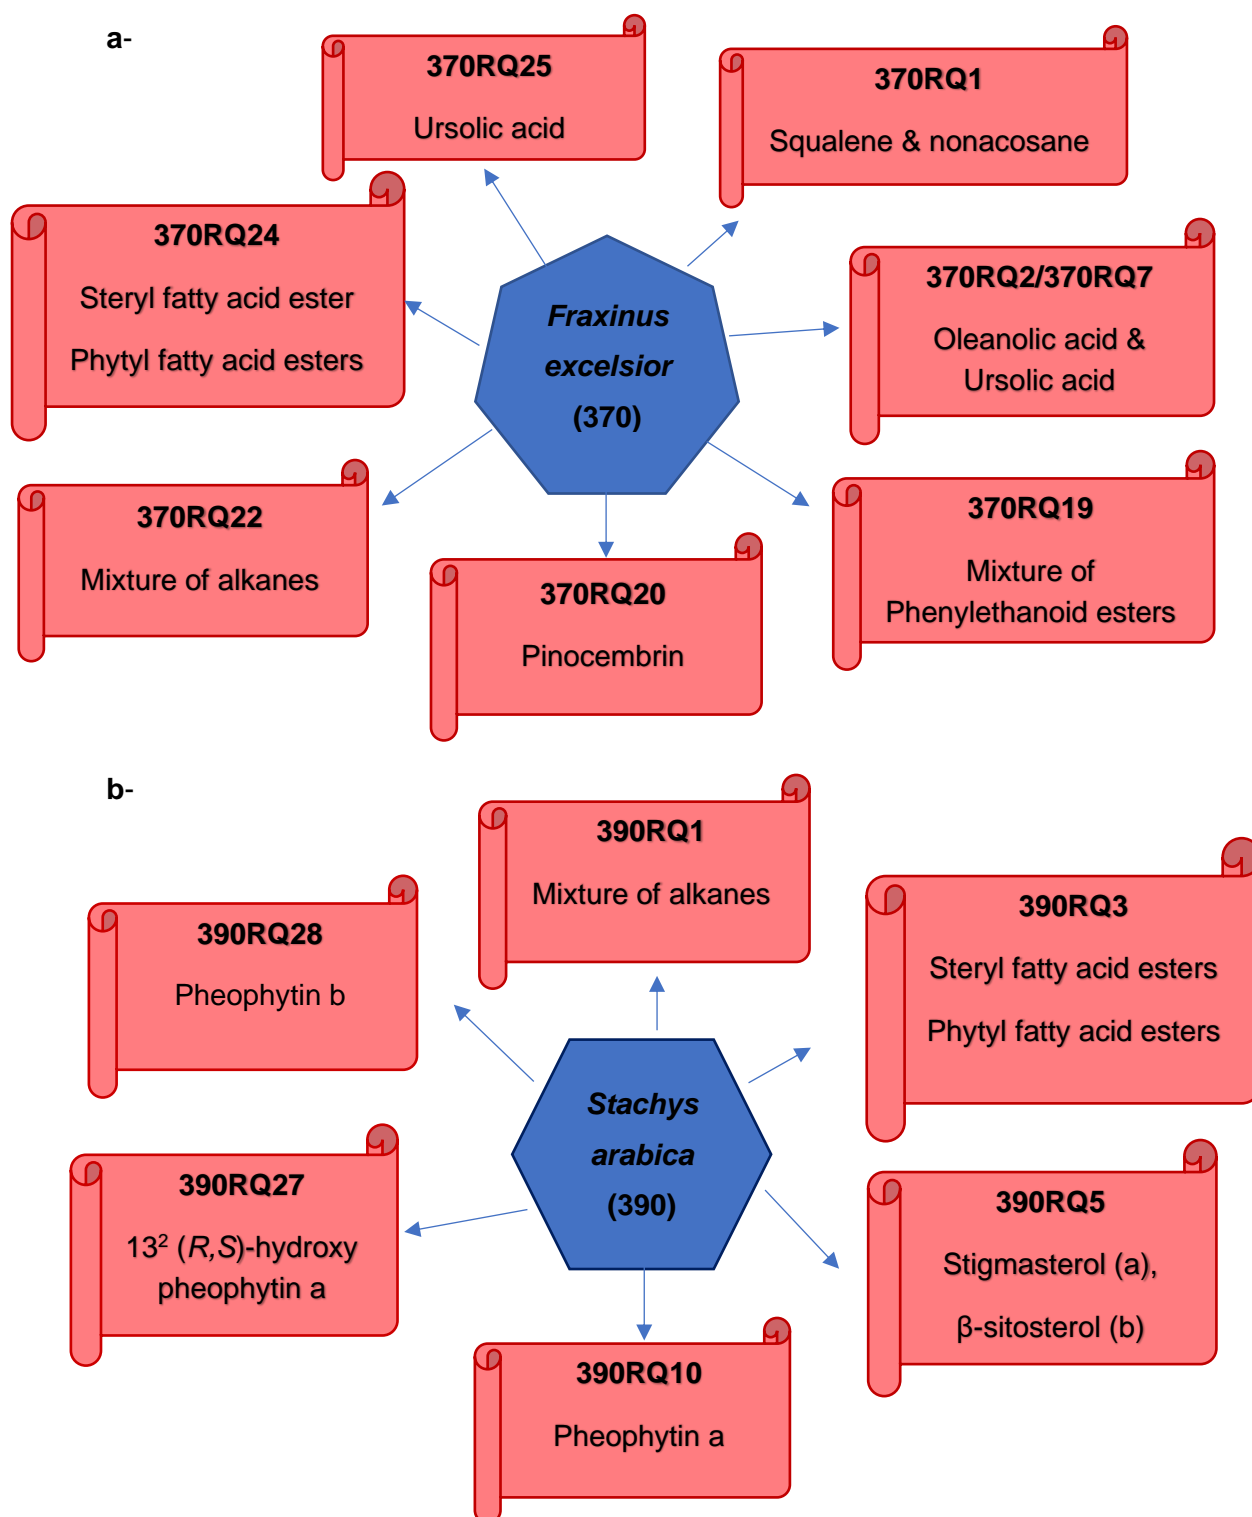 a-
370RQ25
Ursolic acid
370RQ1
Squalene & nonacosane
370RQ24
Steryl fatty acid ester
Phytyl fatty acid esters
Fraxinus
excelsior
(370)
370RQ2/370RQ7
Oleanolic acid &
Ursolic acid
370RQ22
Mixture of alkanes
370RQ20
Pinocembrin
370RQ19
Mixture of
Phenylethanoid esters
b-
390RQ1
Mixture of alkanes
390RQ28
Pheophytin b
390RQ3
Steryl fatty acid esters
Phytyl fatty acid esters
Stachys
arabica
(390)
390RQ27
13² (R,S)-hydroxy
pheophytin a
390RQ5
Stigmasterol (a),
β-sitosterol (b)
390RQ10
Pheophytin a